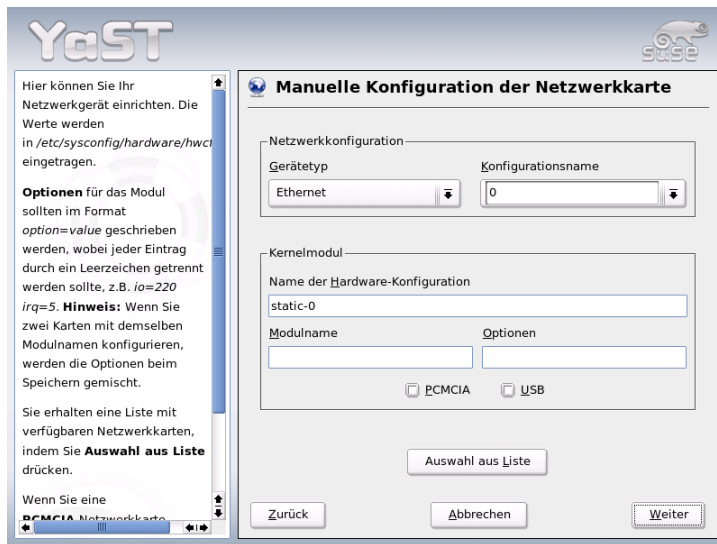 YaST
SUSE
Hier können Sie Ihr
Netzwerkgerät einrichten. Die
Werte werden
in /etc/sysconfig/hardware/hwcf
eingetragen.
Optionen für das Modul
sollten im Format
option=value geschrieben
werden, wobei jeder Eintrag
durch ein Leerzeichen getrennt
werden sollte, z.B. io=220
irq=5. Hinweis: Wenn Sie
zwei Karten mit demselben
Modulnamen konfigurieren,
werden die Optionen beim
Speichern gemischt.
Sie erhalten eine Liste mit
verfügbaren Netzwerkkarten,
indem Sie Auswahl aus Liste
drücken.
Wenn Sie eine
PCMCIA-Netzwerkkarte
Manuelle Konfiguration der Netzwerkkarte
Netzwerkkonfiguration
Gerätetyp Konfigurationsname
Ethernet 0
Kernelmodul
Name der Hardware-Konfiguration
static-0
Modulname Optionen
PCMCIA USB
Auswahl aus Liste
Zurück Abbrechen Weiter